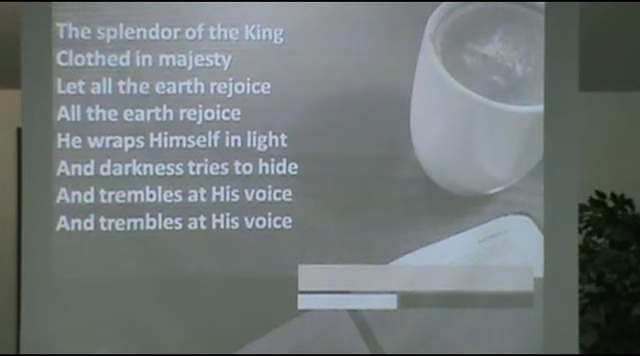 The splendor of the King
Clothed in majesty
Let all the earth rejoice
All the earth rejoice
He wraps Himself in light
And darkness tries to hide
And trembles at His voice
And trembles at His voice